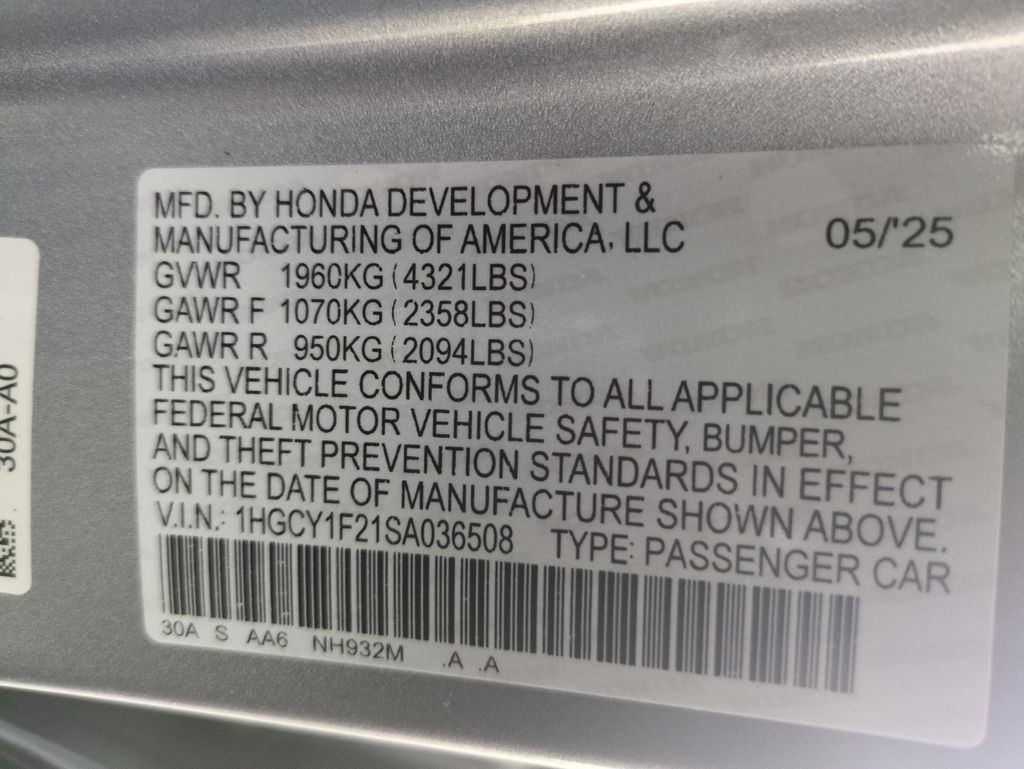 MFD. BY HONDA DEVELOPMENT &
MANUFACTURING OF AMERICA, LLC 05/'25
GVWR 1960KG (4321LBS)
GAWR F 1070KG (2358LBS)
GAWR R 950KG (2094LBS)
THIS VEHICLE CONFORMS TO ALL APPLICABLE
FEDERAL MOTOR VEHICLE SAFETY, BUMPER,
AND THEFT PREVENTION STANDARDS IN EFFECT
ON THE DATE OF MANUFACTURE SHOWN ABOVE.
V.I.N.: 1HGCY1F21SA036508 TYPE: PASSENGER CAR
30A S AA6 NH932M .A .A
30A-A0